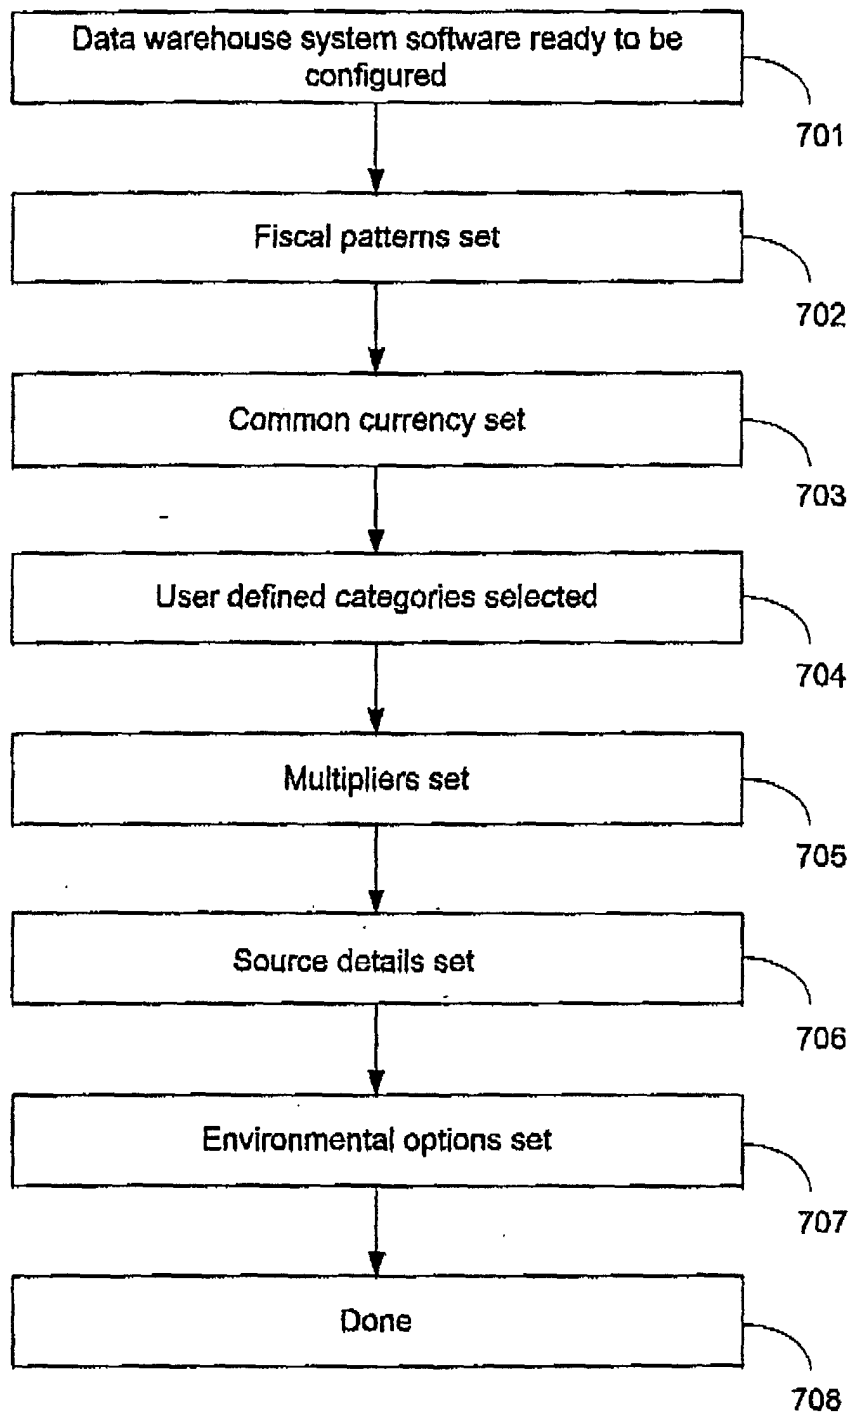 Data warehouse system software ready to be
configured
701
Fiscal patterns set
702
Common currency set
703
User defined categories selected
704
Multipliers set
705
Source details set
706
Environmental options set
707
Done
708